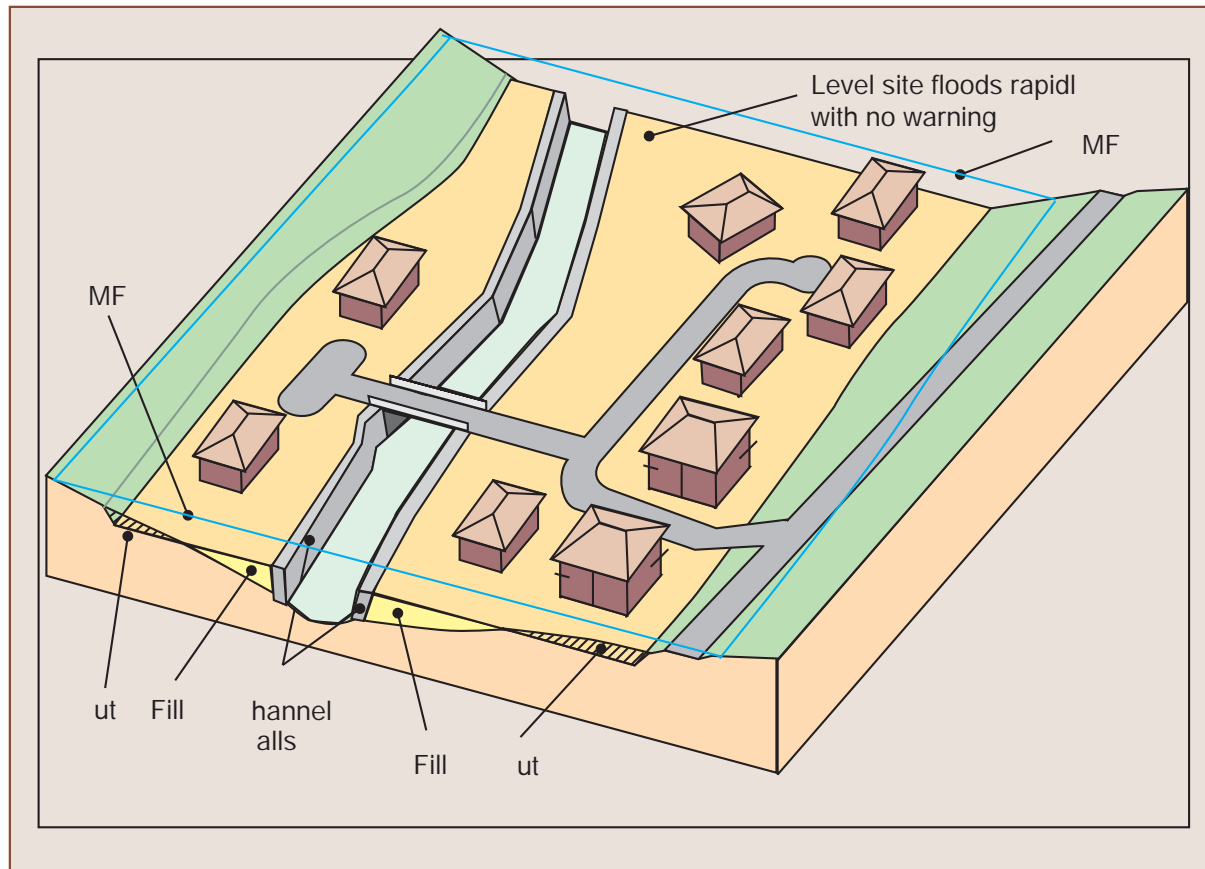 Level site floods rapidl
with no warning
MF
MF
ut
Fill
hannel
alls
Fill
ut